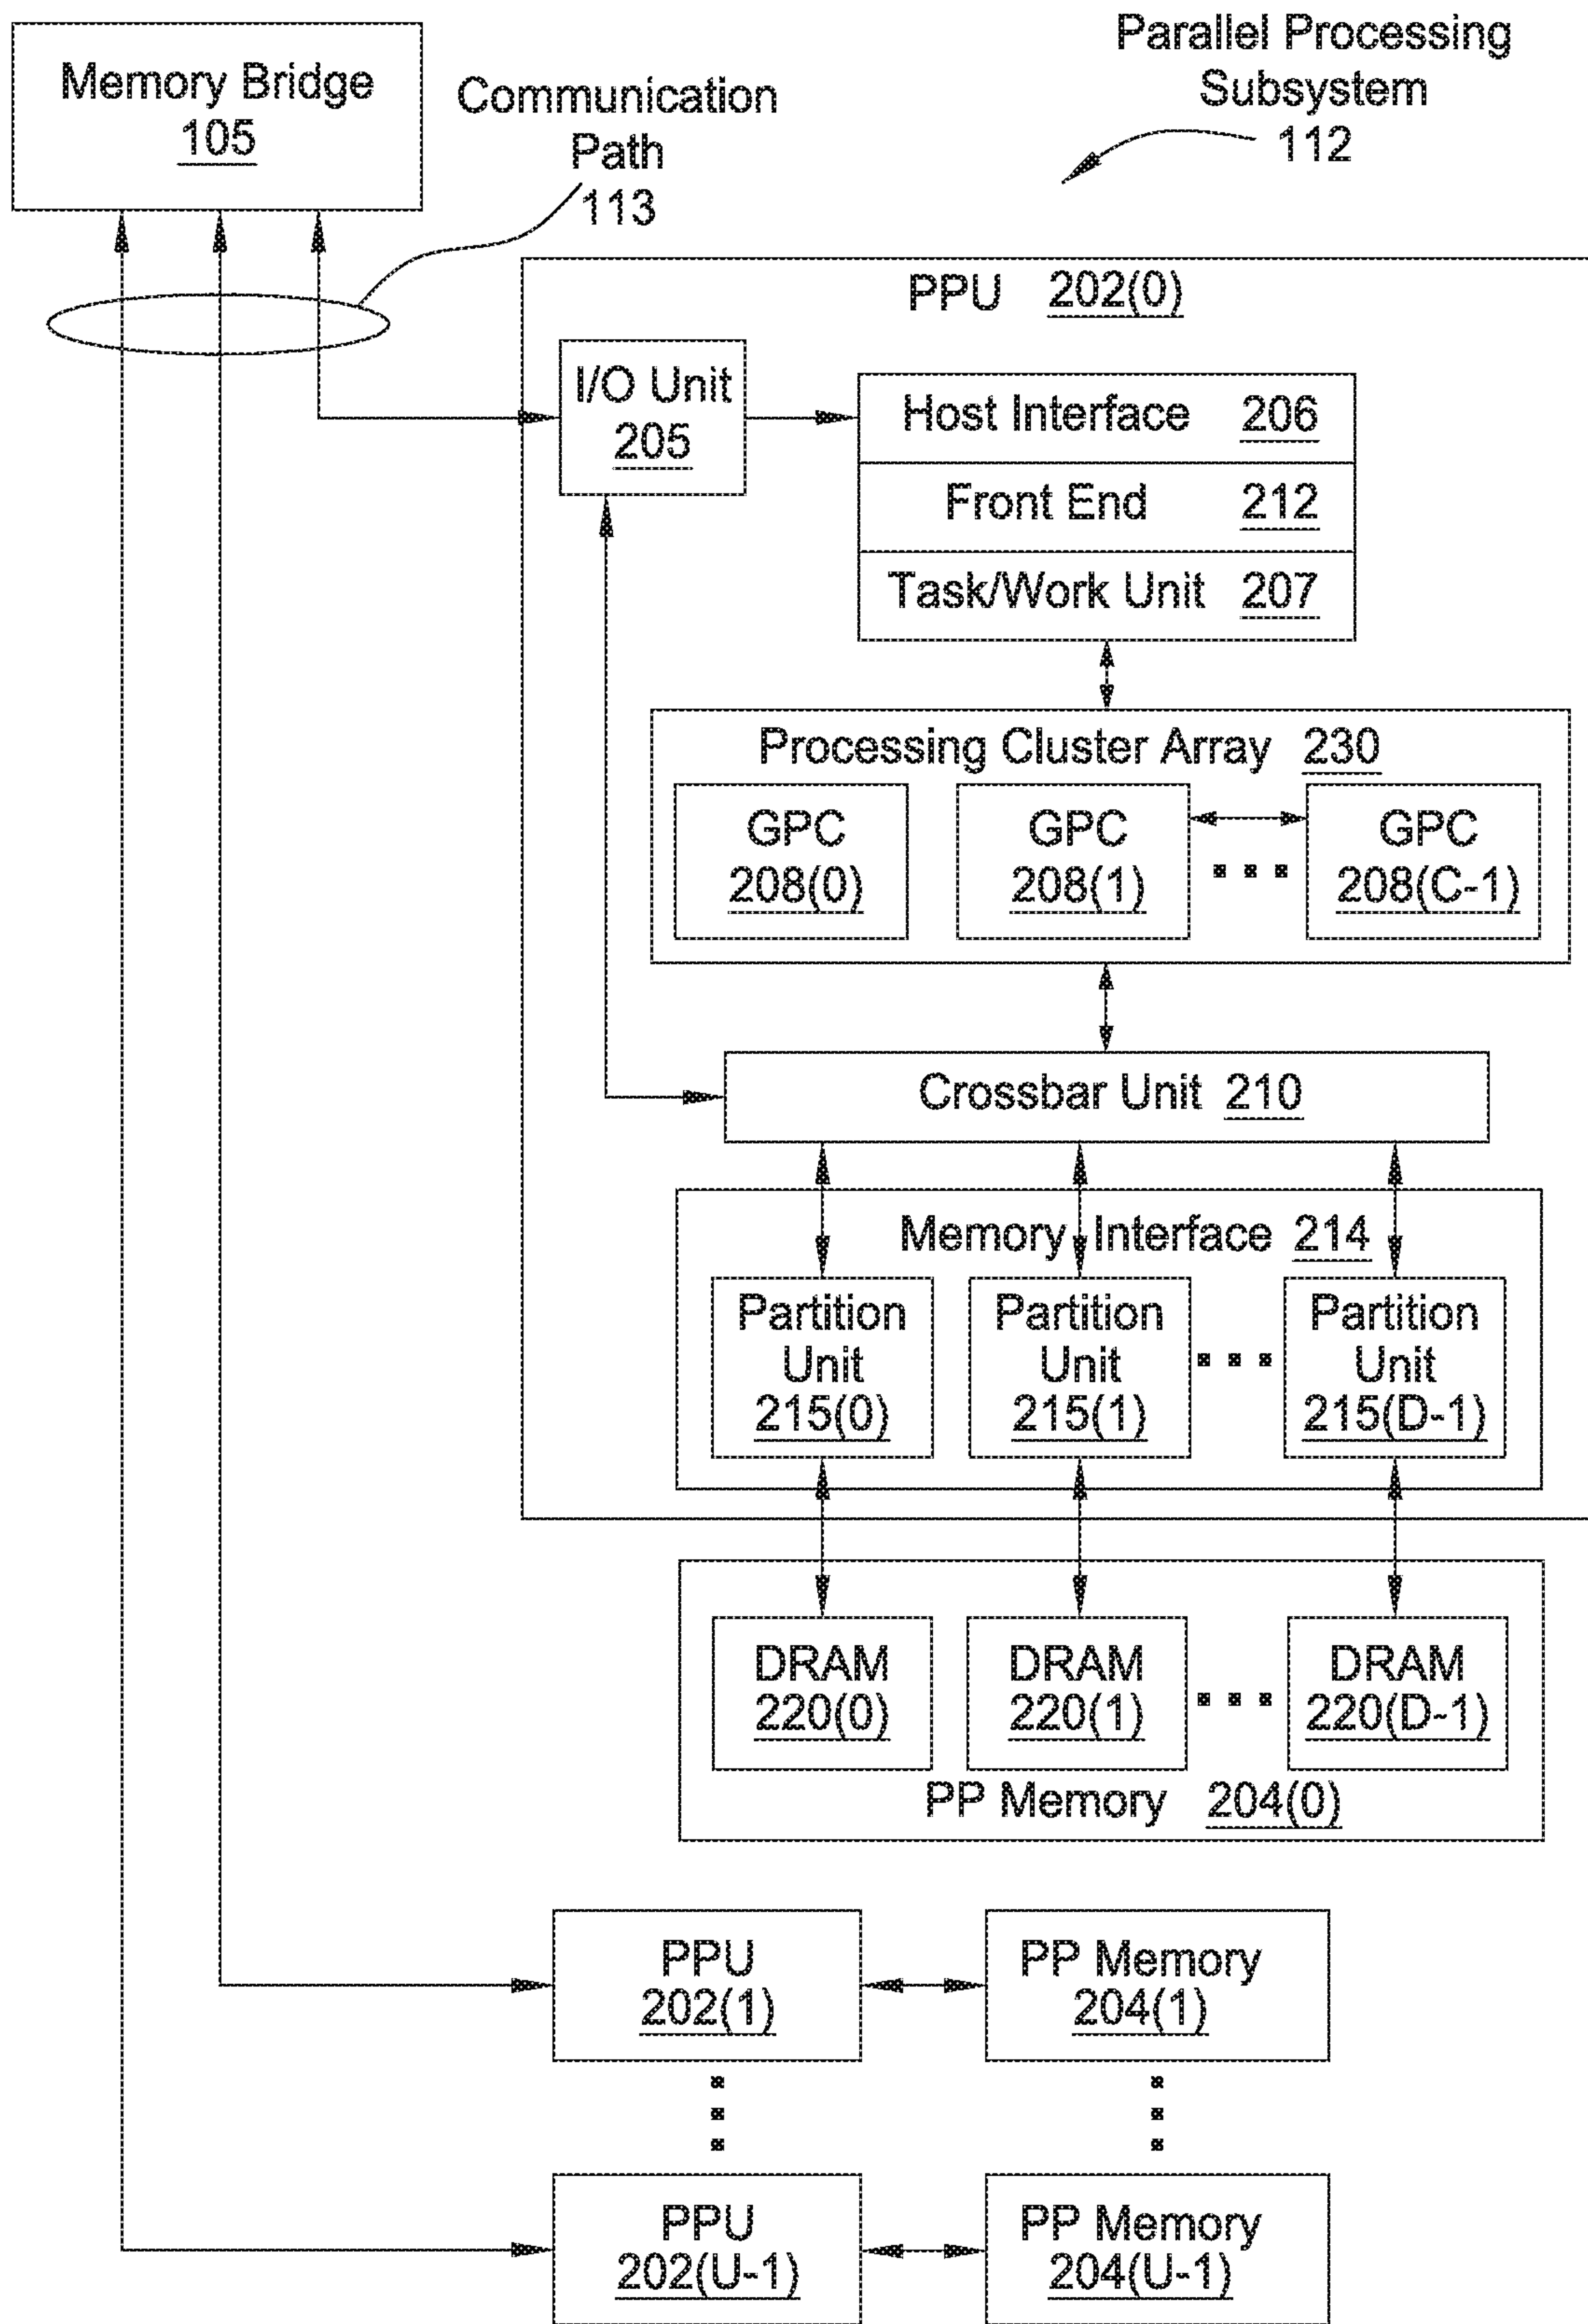 Memory Bridge
105
Communication
Path
113
Parallel Processing
Subsystem
112
PPU 202(0)
I/O Unit
205
Host Interface 206
Front End 212
Task/Work Unit 207
Processing Cluster Array 230
GPC
208(0)
GPC
208(1)
GPC
208(C-1)
Crossbar Unit 210
Memory Interface 214
Partition
Unit
215(0)
Partition
Unit
215(1)
Partition
Unit
215(D-1)
DRAM
220(0)
DRAM
220(1)
DRAM
220(D-1)
PP Memory 204(0)
PPU
202(1)
PP Memory
204(1)
PPU
202(U-1)
PP Memory
204(U-1)